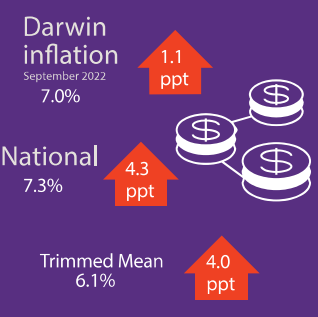 Darwin
inflation
September 2022
7.0%
1.1
ppt
National
7.3%
4.3
ppt
Trimmed Mean
6.1%
4.0
ppt
$
$
$